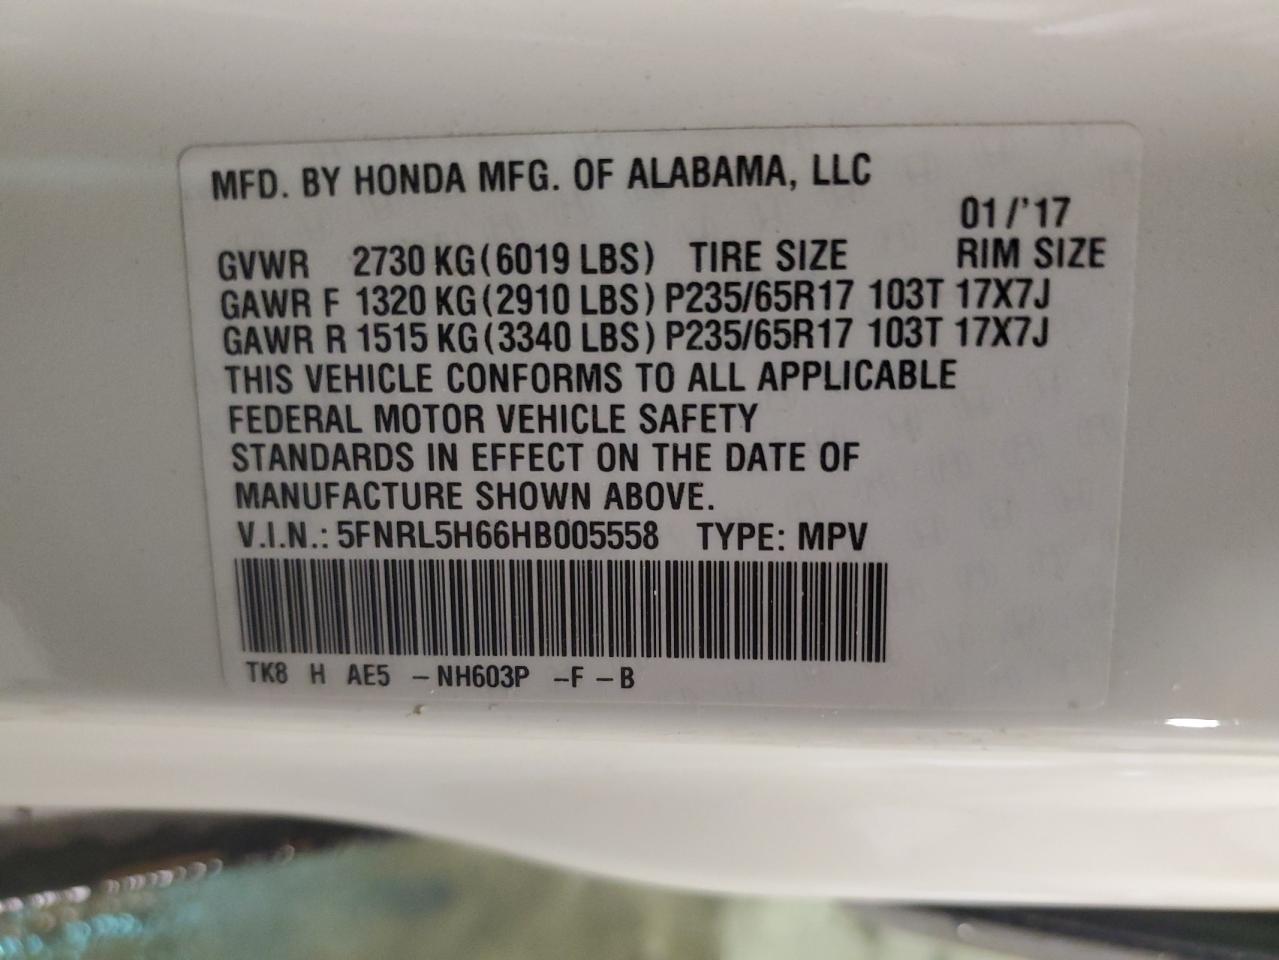 MFD. BY HONDA MFG. OF ALABAMA, LLC
01/'17
GVWR 2730 KG(6019 LBS) TIRE SIZE RIM SIZE
GAWR F 1320 KG(2910 LBS) P235/65R17 103T 17X7J
GAWR R 1515 KG(3340 LBS) P235/65R17 103T 17X7J
THIS VEHICLE CONFORMS TO ALL APPLICABLE
FEDERAL MOTOR VEHICLE SAFETY
STANDARDS IN EFFECT ON THE DATE OF
MANUFACTURE SHOWN ABOVE.
V.I.N.: 5FNRL5H66HB005558 TYPE: MPV
TK8 H AE5 -NH603P -F -B